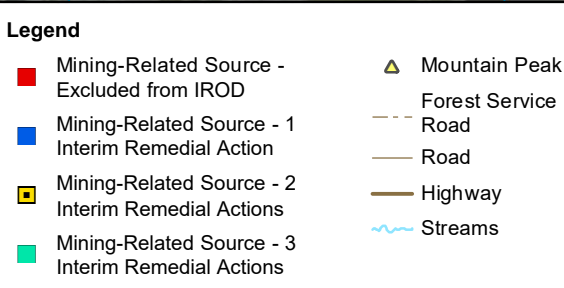 Legend
Mining-Related Source -
Excluded from IROD
Mining-Related Source - 1
Interim Remedial Action
Mining-Related Source - 2
Interim Remedial Actions
Mining-Related Source - 3
Interim Remedial Actions
Mountain Peak
Forest Service
Road
Road
Highway
Streams